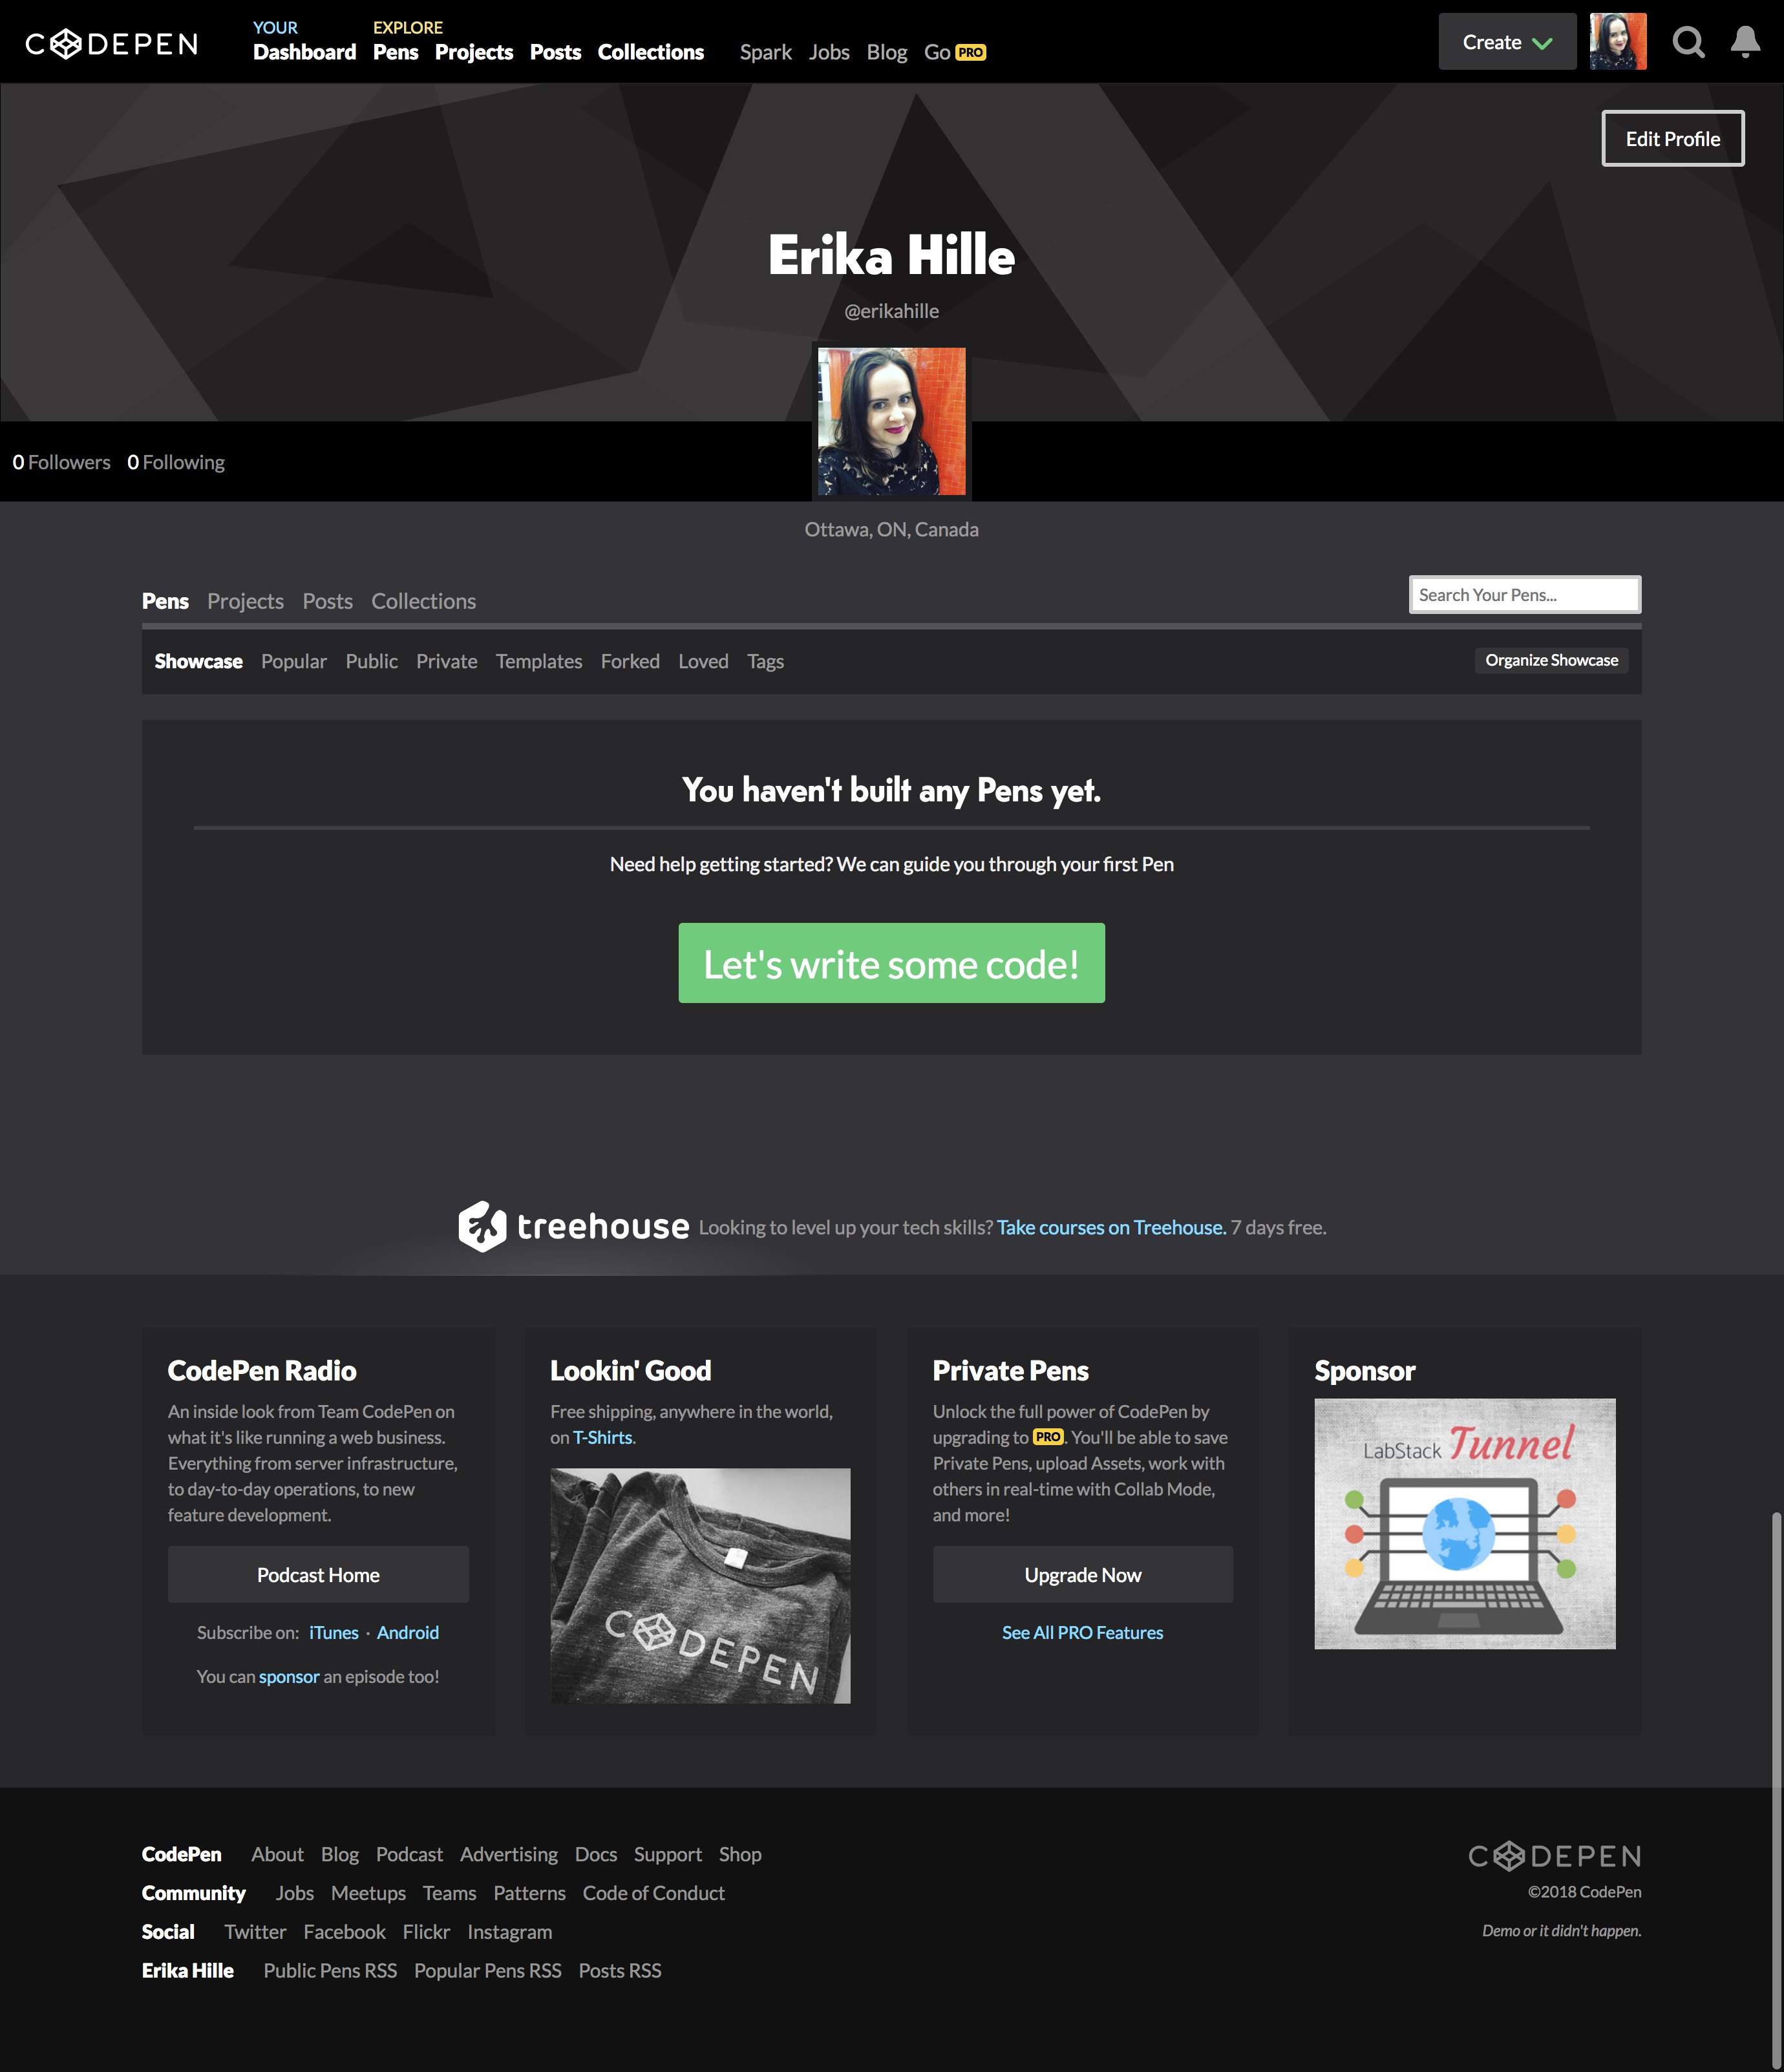 CODEPEN
YOUR
Dashboard
EXPLORE
Pens Projects Posts Collections Spark Jobs Blog Go PRO
Create
Edit Profile
Erika Hille
@erikahille
0 Followers 0 Following
Ottawa, ON, Canada
Pens Projects Posts Collections
Search Your Pens...
Showcase Popular Public Private Templates Forked Loved Tags
Organize Showcase
You haven't built any Pens yet.
Need help getting started? We can guide you through your first Pen
Let's write some code!
treehouse Looking to level up your tech skills? Take courses on Treehouse. 7 days free.
CodePen Radio
An inside look from Team CodePen on
what it's like running a web business.
Everything from server infrastructure,
to day-to-day operations, to new
feature development.
Podcast Home
Subscribe on: iTunes · Android
You can sponsor an episode too!
Lookin' Good
Free shipping, anywhere in the world,
on T-Shirts.
CODEPEN
Private Pens
Unlock the full power of CodePen by
upgrading to PRO. You'll be able to save
Private Pens, upload Assets, work with
others in real-time with Collab Mode,
and more!
Upgrade Now
See All PRO Features
Sponsor
LabStack Tunnel
CodePen About Blog Podcast Advertising Docs Support Shop
Community Jobs Meetups Teams Patterns Code of Conduct
Social Twitter Facebook Flickr Instagram
Erika Hille Public Pens RSS Popular Pens RSS Posts RSS
CODEPEN
©2018 CodePen
Demo or it didn't happen.